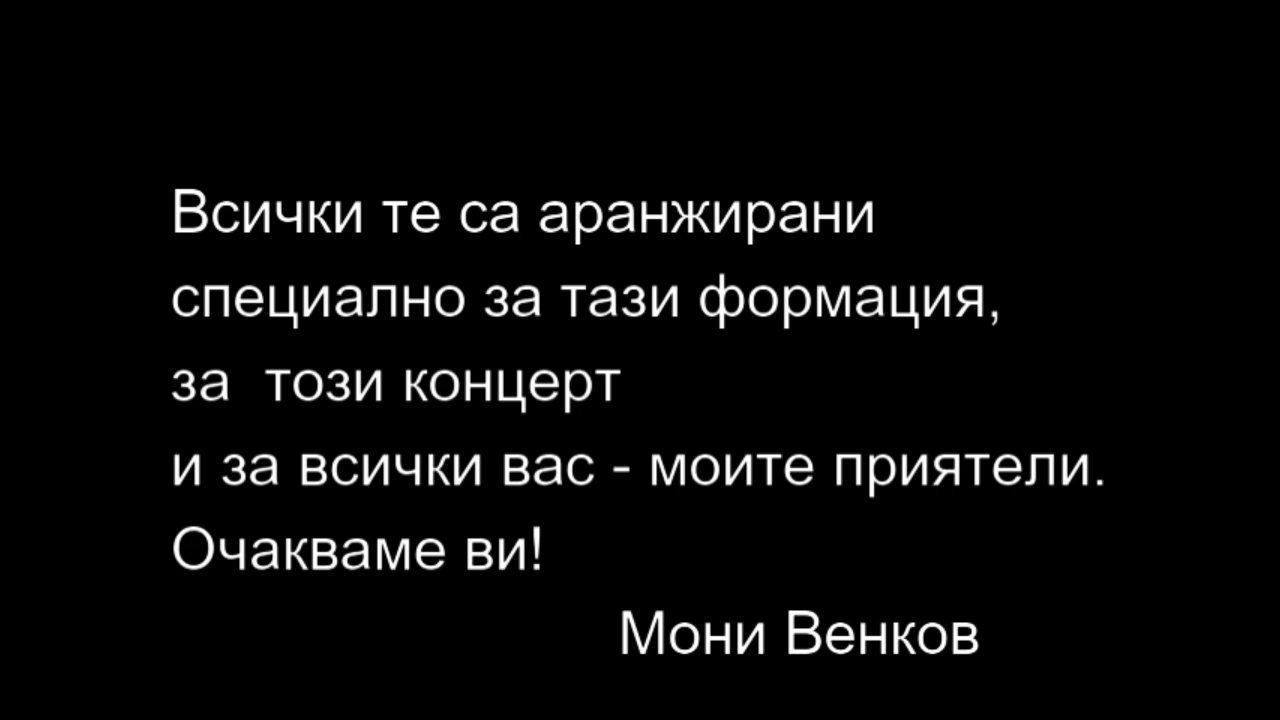 Всички те са аранжирани
специално за тази формация,
за  този концерт
и за всички вас - моите приятели.
Очакваме ви!
Мони Венков